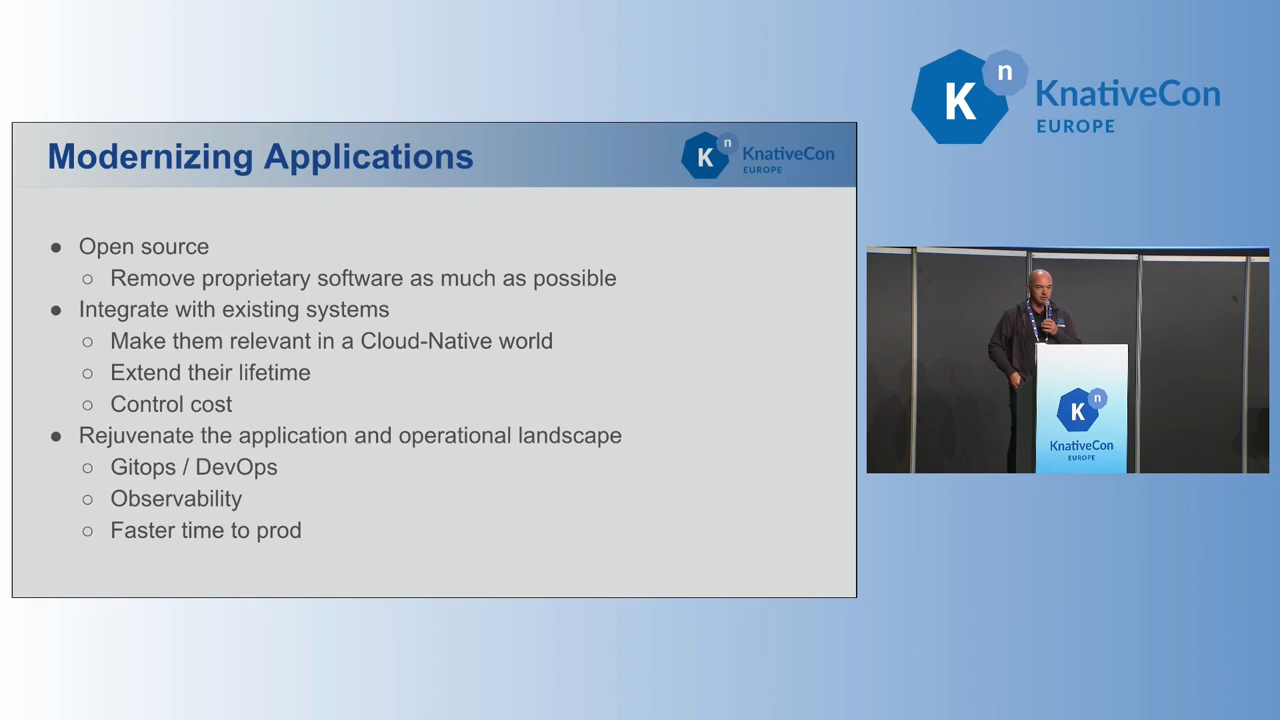 K n KnativeCon
EUROPE
Modernizing Applications
K n KnativeCon
EUROPE
● Open source
○ Remove proprietary software as much as possible
● Integrate with existing systems
○ Make them relevant in a Cloud-Native world
○ Extend their lifetime
○ Control cost
● Rejuvenate the application and operational landscape
○ Gitops / DevOps
○ Observability
○ Faster time to prod
K n
KnativeCon
EUROPE